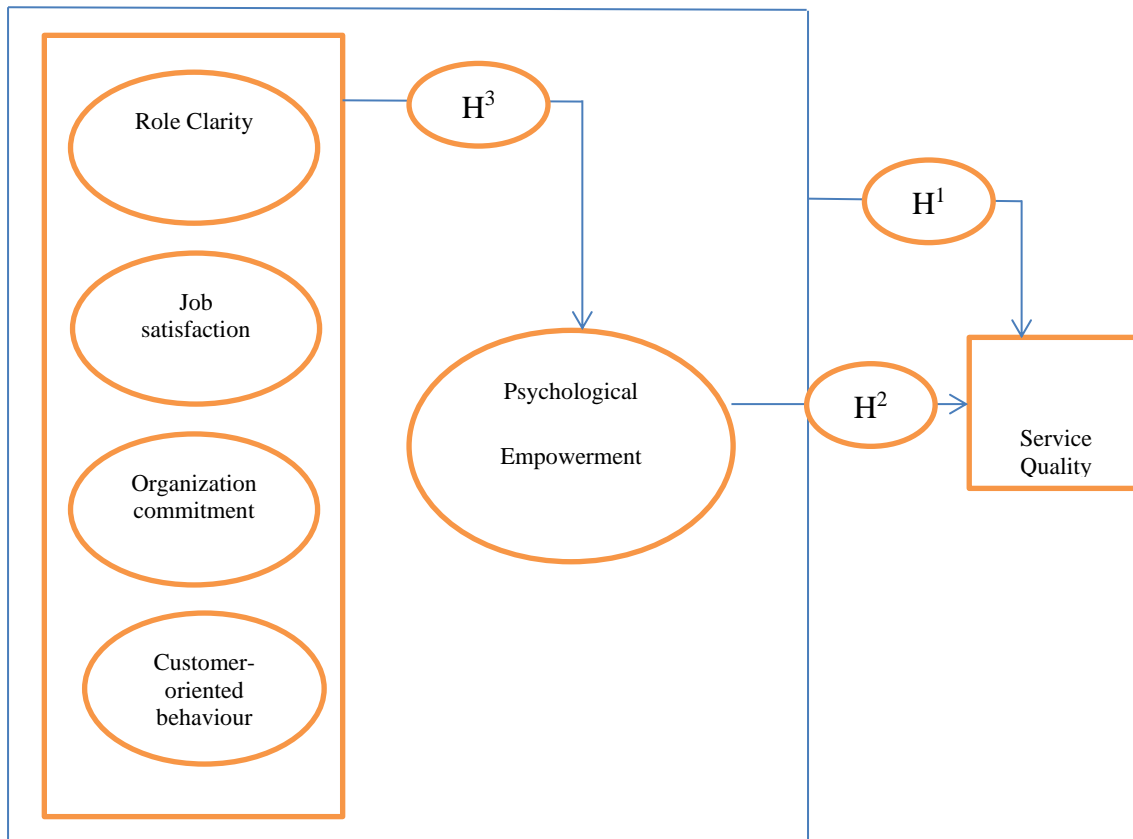 Role Clarity
Job
satisfaction
Organization
commitment
Customer-
oriented
behaviour
H³
Psychological
Empowerment
H¹
H²
Service
Quality